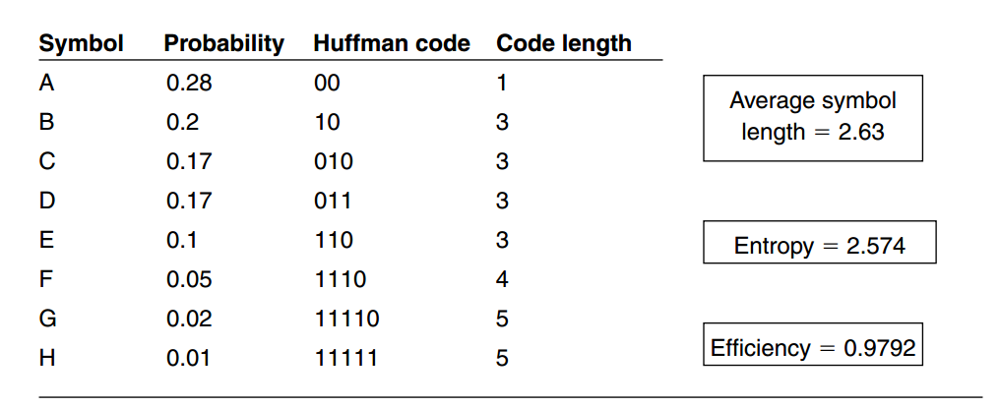 Symbol Probability Huffman code Code length
A 0.28 00 1
B 0.2 10 3
C 0.17 010 3
D 0.17 011 3
E 0.1 110 3
F 0.05 1110 4
G 0.02 11110 5
H 0.01 11111 5
Average symbol
length = 2.63
Entropy = 2.574
Efficiency = 0.9792